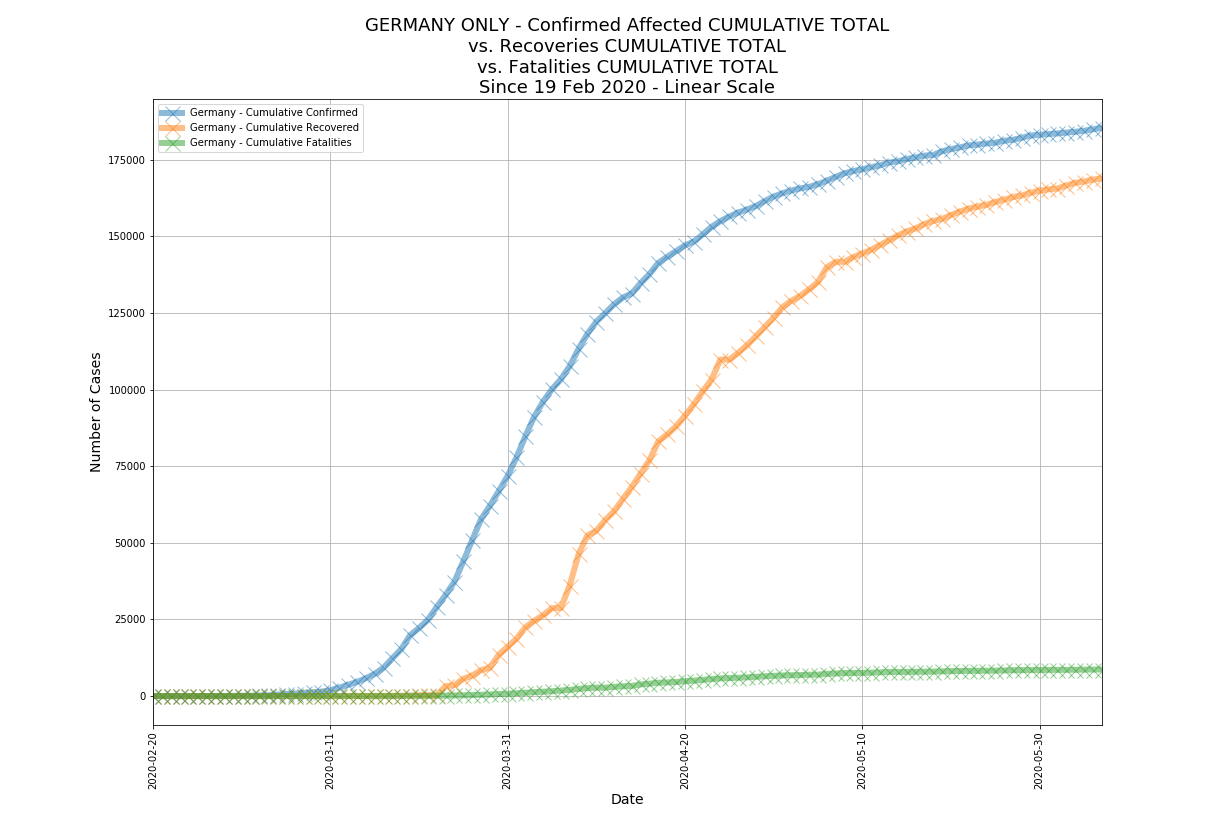 GERMANY ONLY - Confirmed Affected CUMULATIVE TOTAL
vs. Recoveries CUMULATIVE TOTAL
vs. Fatalities CUMULATIVE TOTAL
Since 19 Feb 2020 - Linear Scale
Germany - Cumulative Confirmed
Germany - Cumulative Recovered
Germany - Cumulative Fatalities
Number of Cases
175000
150000
125000
100000
75000
50000
25000
0
2020-02-20
2020-03-11
2020-03-31
2020-04-20
2020-05-10
2020-05-30
Date